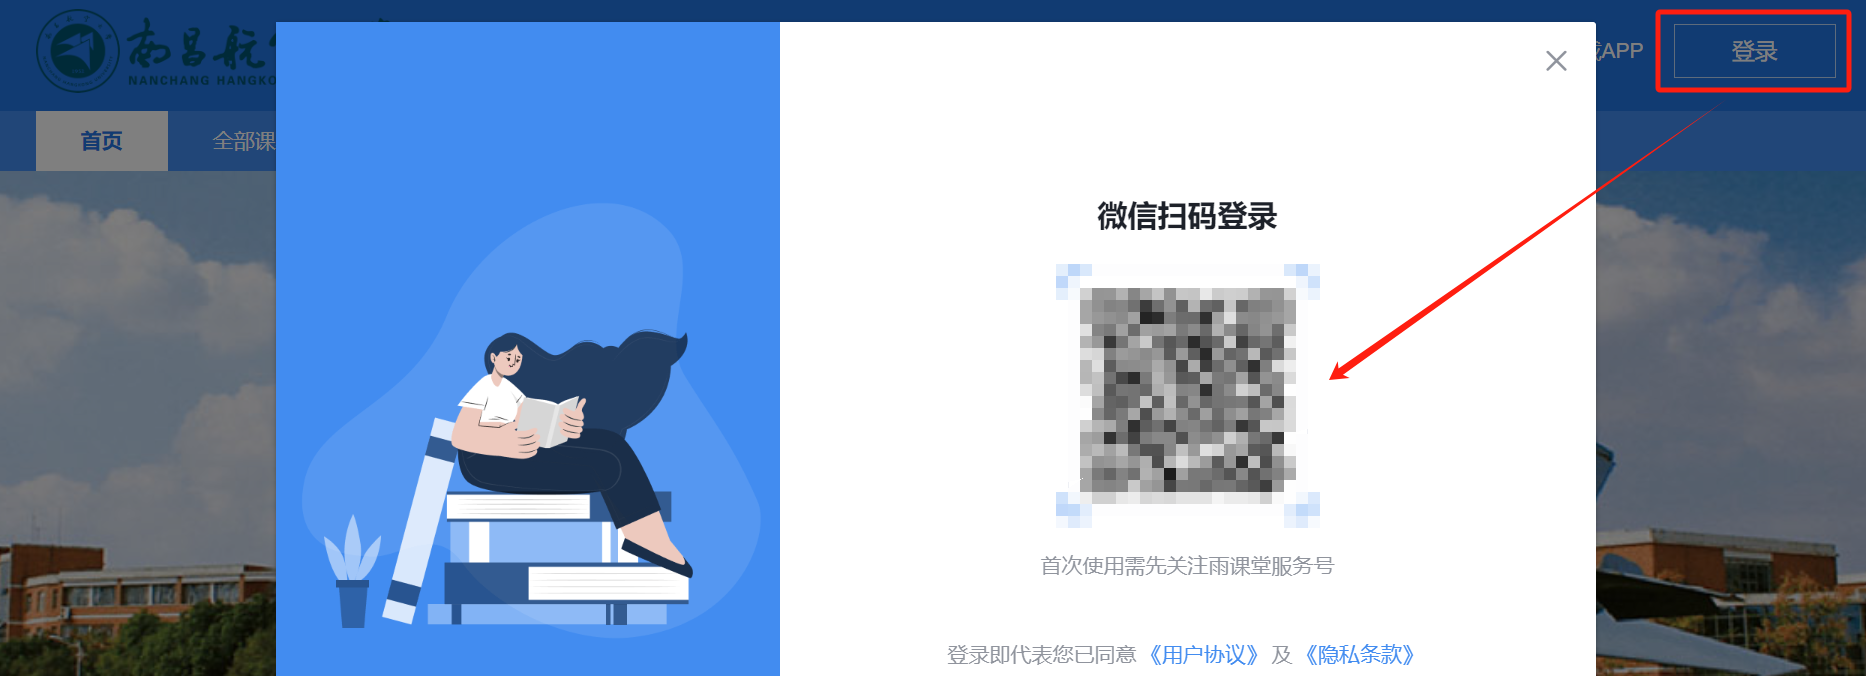 南昌航
NANCHANG HANGKO
APP
登录
首页
全部课
微信扫码登录
首次使用需先关注雨课堂服务号
登录即代表您已同意《用户协议》及《隐私条款》